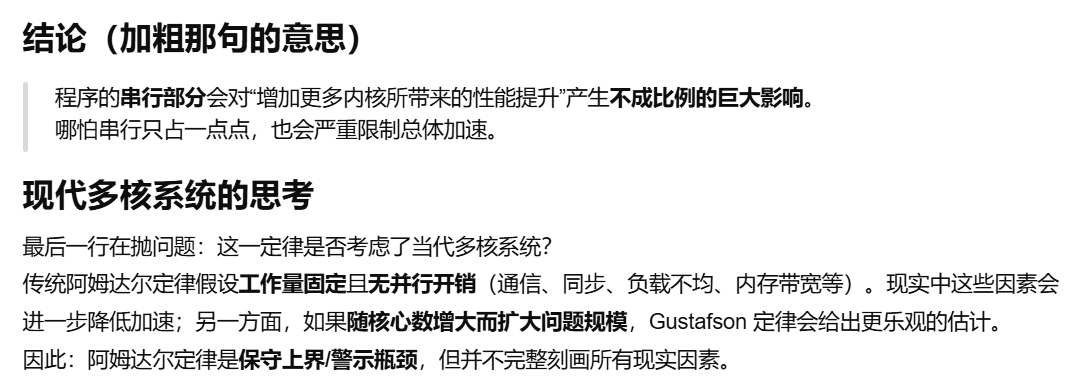 结论（加粗那句的意思）
程序的串行部分会对“增加更多内核所带来的性能提升”产生不成比例的巨大影响。
哪怕串行只占一点点，也会严重限制总体加速。
现代多核系统的思考
最后一行在抛问题：这一定律是否考虑了当代多核系统？
传统阿姆达尔定律假设工作量固定且无并行开销（通信、同步、负载不均、内存带宽等）。现实中这些因素会
进一步降低加速；另一方面，如果随核心数增大而扩大问题规模，Gustafson 定律会给出更乐观的估计。
因此：阿姆达尔定律是保守上界/警示瓶颈，但并不完整刻画所有现实因素。